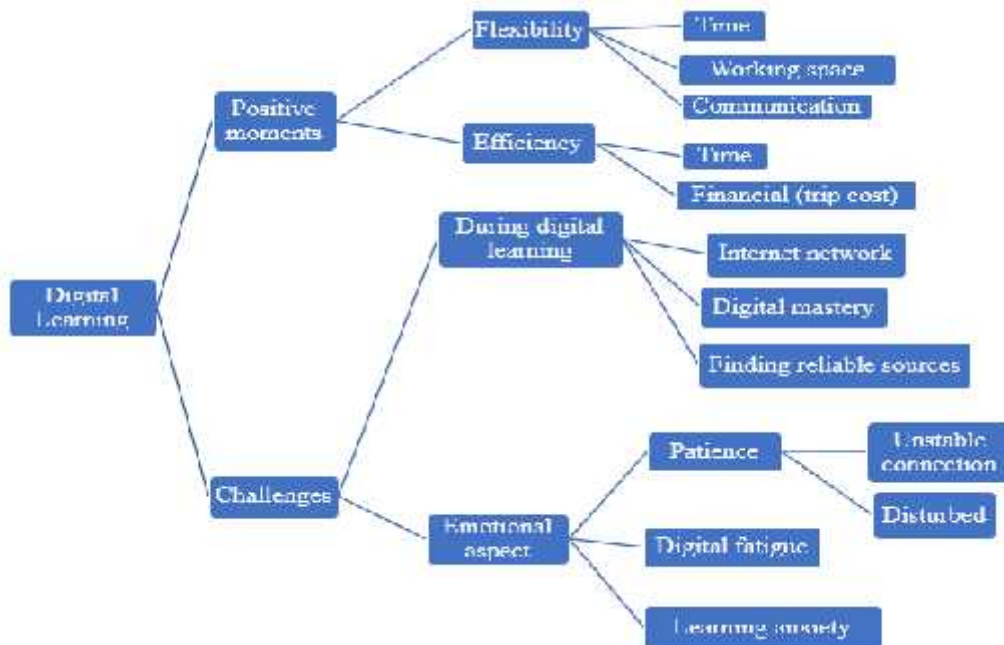 Flexibility
Time
Working space
Communication
Positive
moments
Efficiency
Time
Financial (trip cost)
During digital
learning
Internet network
Digital mastery
Finding reliable sources
Digital
Learning
Challenges
Emotional
aspect
Patience
Unstable
connection
Disturbed
Digital fatigue
Learning anxiety